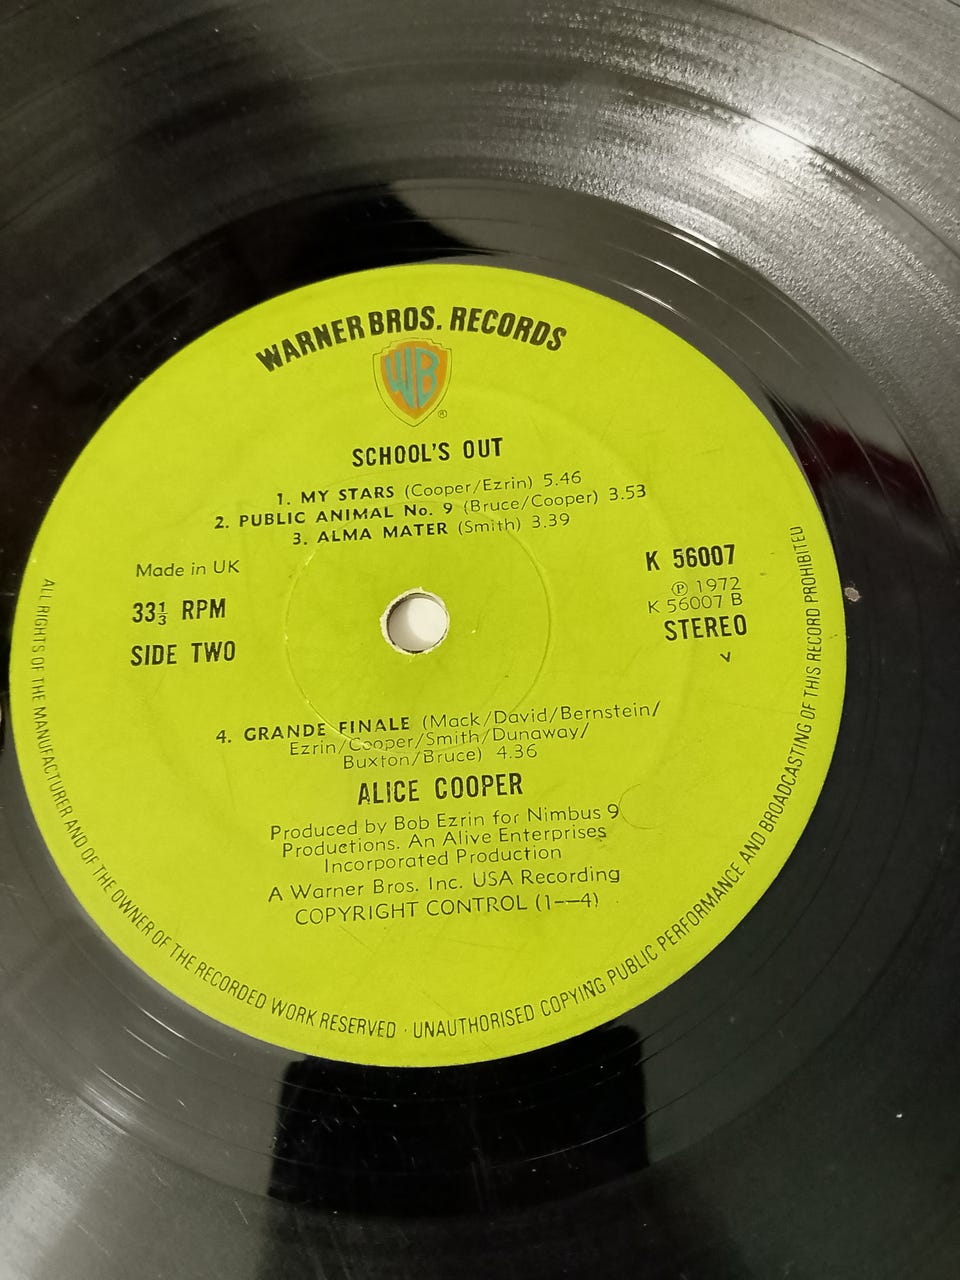 WARNER BROS. RECORDS
WB
®
SCHOOL'S OUT
1. MY STARS (Cooper/Ezrin) 5.46
2. PUBLIC ANIMAL No. 9 (Bruce/Cooper) 3.53
3. ALMA MATER (Smith) 3.39
Made in UK
33⅓ RPM
SIDE TWO
K 56007
℗ 1972
K 56007 B
STEREO
4. GRANDE FINALE (Mack/David/Bernstein/
Ezrin/Cooper/Smith/Dunaway/
Buxton/Bruce) 4.36
ALICE COOPER
Produced by Bob Ezrin for Nimbus 9
Productions. An Alive Enterprises
Incorporated Production
A Warner Bros. Inc. USA Recording
COPYRIGHT CONTROL (1--4)
ALL RIGHTS OF THE MANUFACTURER AND OF THE OWNER OF THE RECORDED WORK RESERVED · UNAUTHORISED COPYING PUBLIC PERFORMANCE AND BROADCASTING OF THIS RECORD PROHIBITED